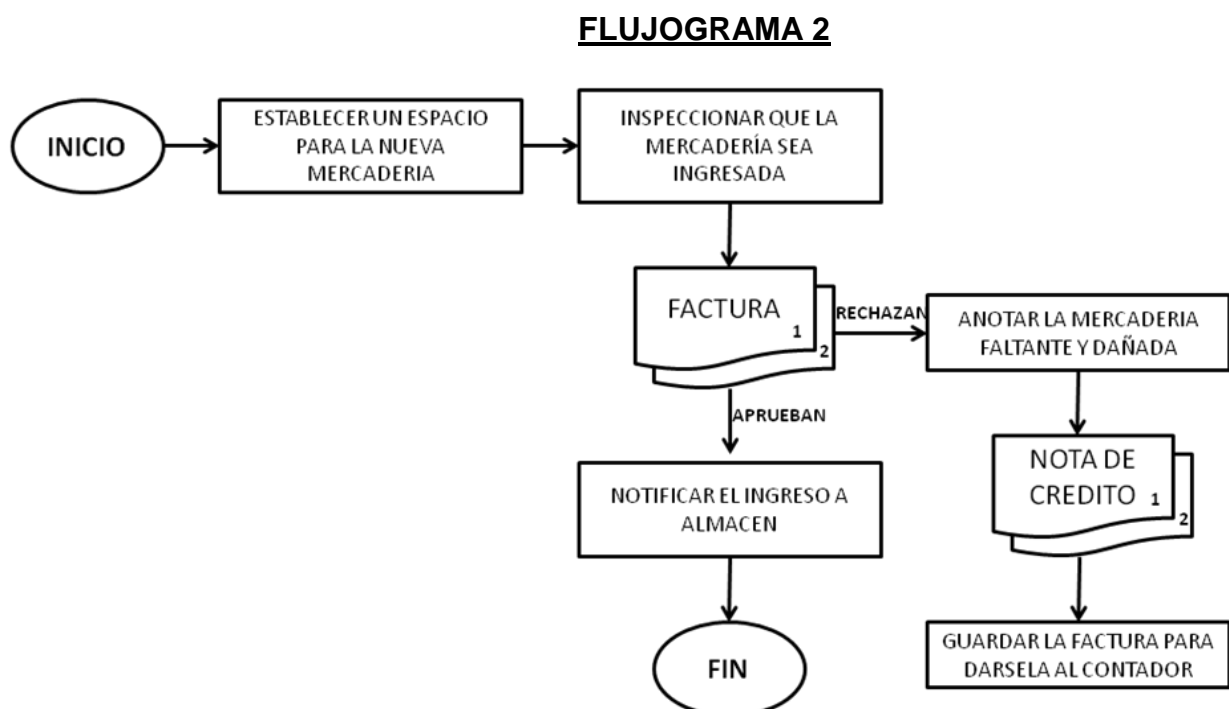 FLUJOGRAMA 2
INICIO
ESTABLECER UN ESPACIO
PARA LA NUEVA
MERCADERIA
INSPECCIONAR QUE LA
MERCADERÍA SEA
INGRESADA
FACTURA
1
2
RECHAZAN
ANOTAR LA MERCADERIA
FALTANTE Y DAÑADA
APRUEBAN
NOTA DE
CREDITO 1
2
NOTIFICAR EL INGRESO A
ALMACEN
FIN
GUARDAR LA FACTURA PARA
DARSELA AL CONTADOR